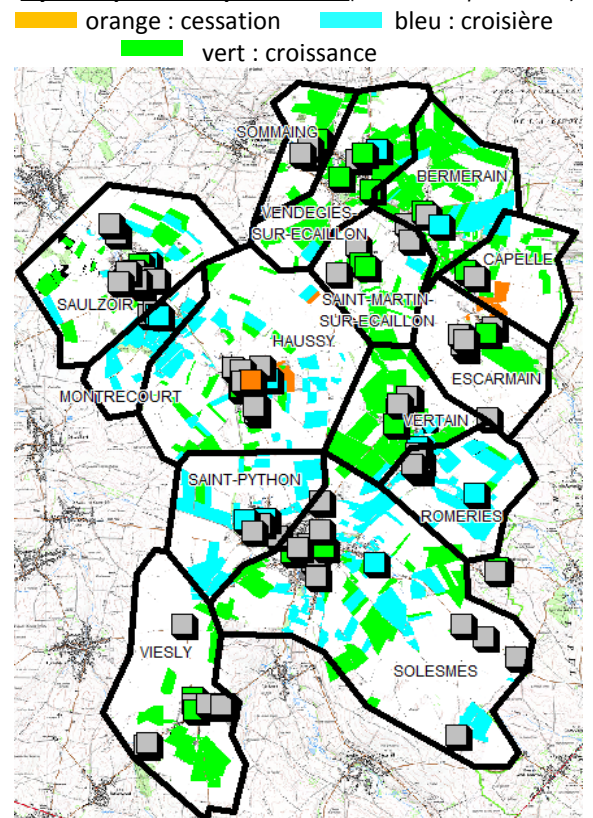 orange : cessation bleu : croisière
vert : croissance
SOMMAING
BERMERAIN
VENDEGIES-
SUR-ECAILLON
CAPELLE
SAULZOIR
SAINT-MARTIN-
SUR-ECAILLON
HAUSSY
ESCARMAIN
MONTRECOURT
VERTAIN
SAINT-PYTHON
ROMERIES
VIESLY
SOLESMES